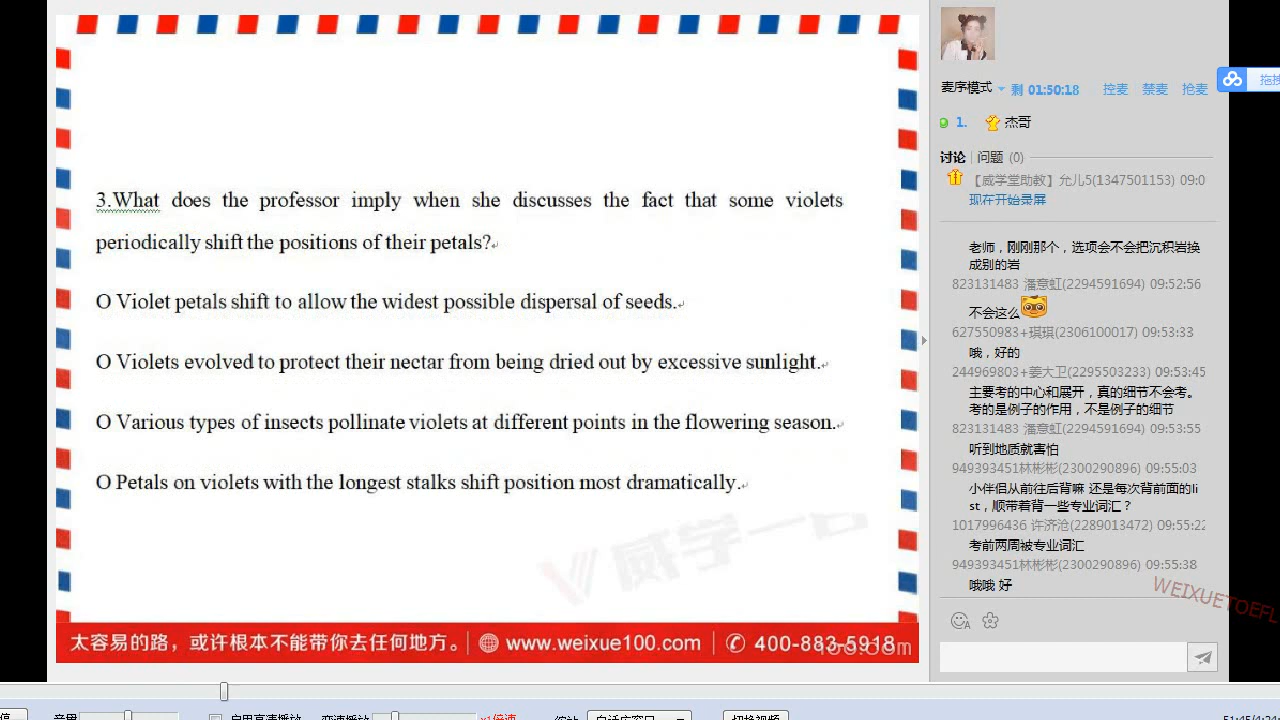 3.What does the professor imply when she discusses the fact that some violets
periodically shift the positions of their petals?
O Violet petals shift to allow the widest possible dispersal of seeds.
O Violets evolved to protect their nectar from being dried out by excessive sunlight.
O Various types of insects pollinate violets at different points in the flowering season.
O Petals on violets with the longest stalks shift position most dramatically.
威学一百
太容易的路，或许根本不能带你去任何地方。 www.weixue100.com 400-883-5918
麦序模式 剩 01:50:18 控麦 禁麦 抢麦
拖拽
1. 杰哥
讨论 问题 (0)
【威学堂助教】允儿5(1347501153) 09:0
现在开始录屏
老师，刚刚那个，选项会不会把沉积岩换
成别的岩
823131483 潘意虹(2294591694) 09:52:56
不会这么
627550983+琪琪(2306100017) 09:53:33
哦，好的
244969803+姜大卫(2295503233) 09:53:45
主要考的中心和展开，真的细节不会考。
考的是例子的作用，不是例子的细节
823131483 潘意虹(2294591694) 09:53:55
听到地质就害怕
949393451林彬彬(2300290896) 09:55:03
小伴侣从前往后背嘛 还是每次背前面的li
st，顺带着背一些专业词汇？
1017996436 许济沧(2289013472) 09:55:22
考前两周被专业词汇
949393451林彬彬(2300290896) 09:55:38
哦哦 好
WEIXUETOEFL